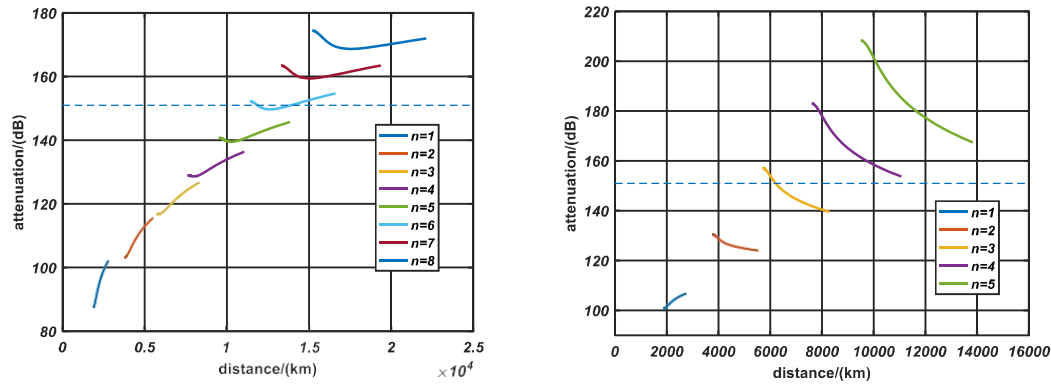 180
160
140
120
100
80
attenuation/(dB)
0
0.5
1
1.5
2
2.5
×10⁴
distance/(km)
n=1
n=2
n=3
n=4
n=5
n=6
n=7
n=8
220
200
180
160
140
120
100
attenuation/(dB)
0
2000
4000
6000
8000
10000
12000
14000
16000
distance/(km)
n=1
n=2
n=3
n=4
n=5